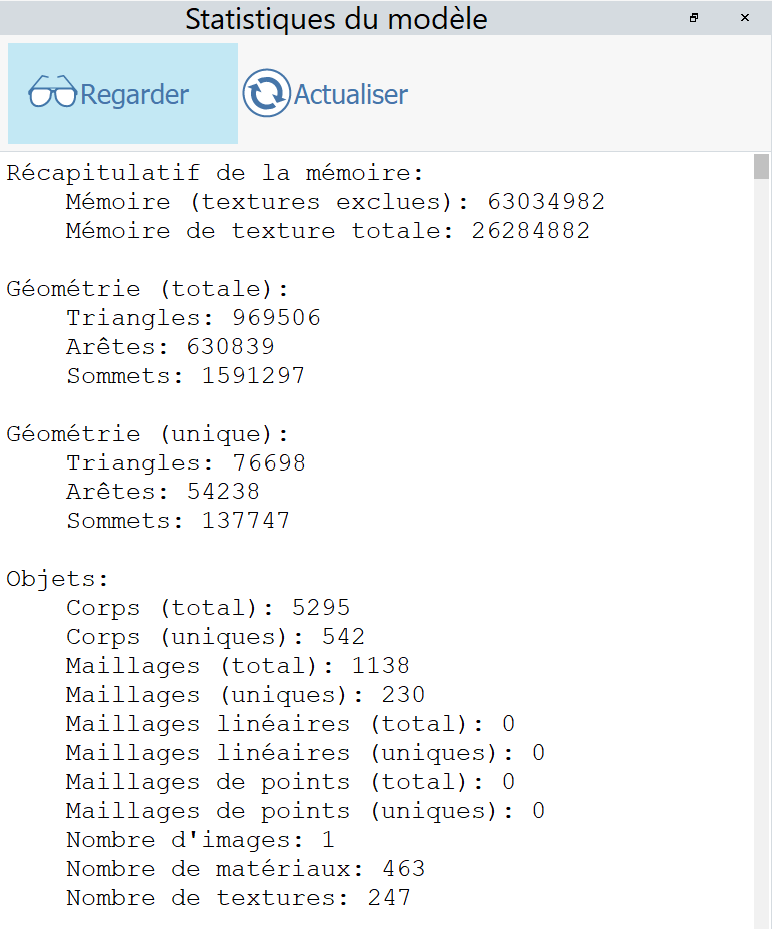 Statistiques du modèle
Regarder Actualiser
Récapitulatif de la mémoire:
Mémoire (textures exclues): 63034982
Mémoire de texture totale: 26284882
Géométrie (totale):
Triangles: 969506
Arêtes: 630839
Sommets: 1591297
Géométrie (unique):
Triangles: 76698
Arêtes: 54238
Sommets: 137747
Objets:
Corps (total): 5295
Corps (uniques): 542
Maillages (total): 1138
Maillages (uniques): 230
Maillages linéaires (total): 0
Maillages linéaires (uniques): 0
Maillages de points (total): 0
Maillages de points (uniques): 0
Nombre d'images: 1
Nombre de matériaux: 463
Nombre de textures: 247